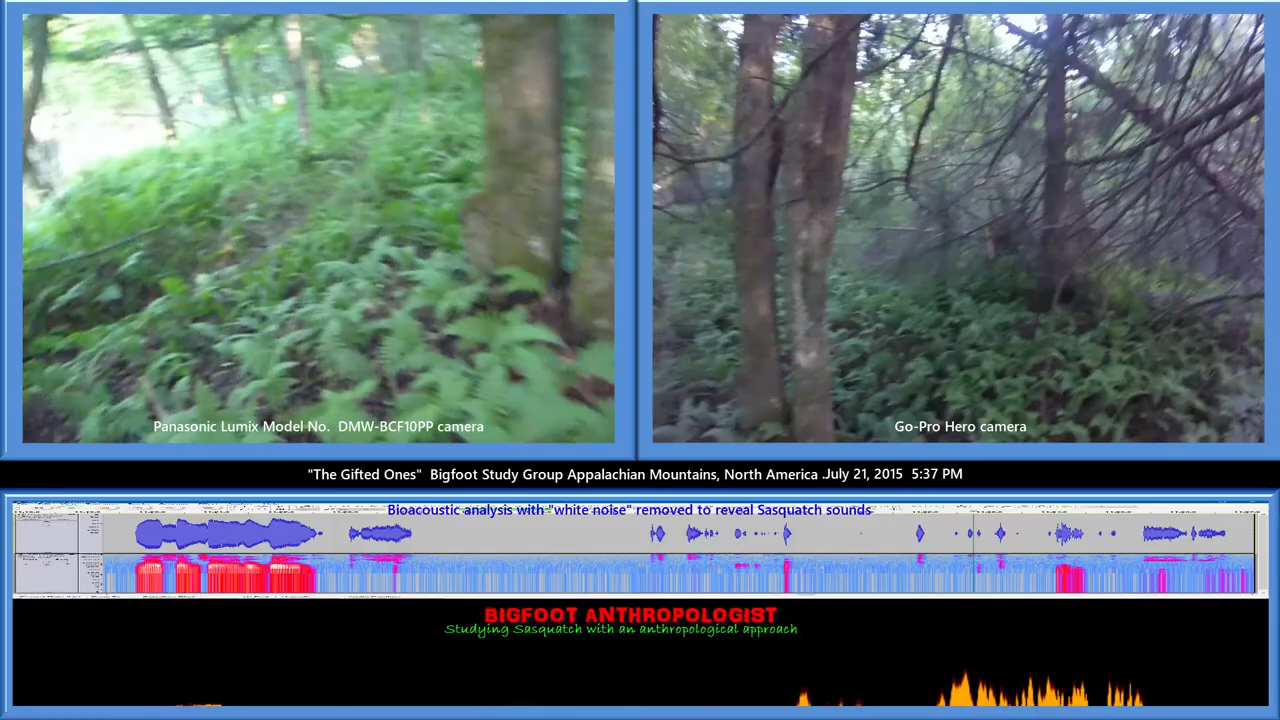 Panasonic Lumix Model No.  DMW-BCF10PP camera
Go-Pro Hero camera
"The Gifted Ones"  Bigfoot Study Group Appalachian Mountains, North America .July 21, 2015  5:37 PM
Bioacoustic analysis with "white noise" removed to reveal Sasquatch sounds
BIGFOOT ANTHROPOLOGIST
Studying Sasquatch with an anthropological approach